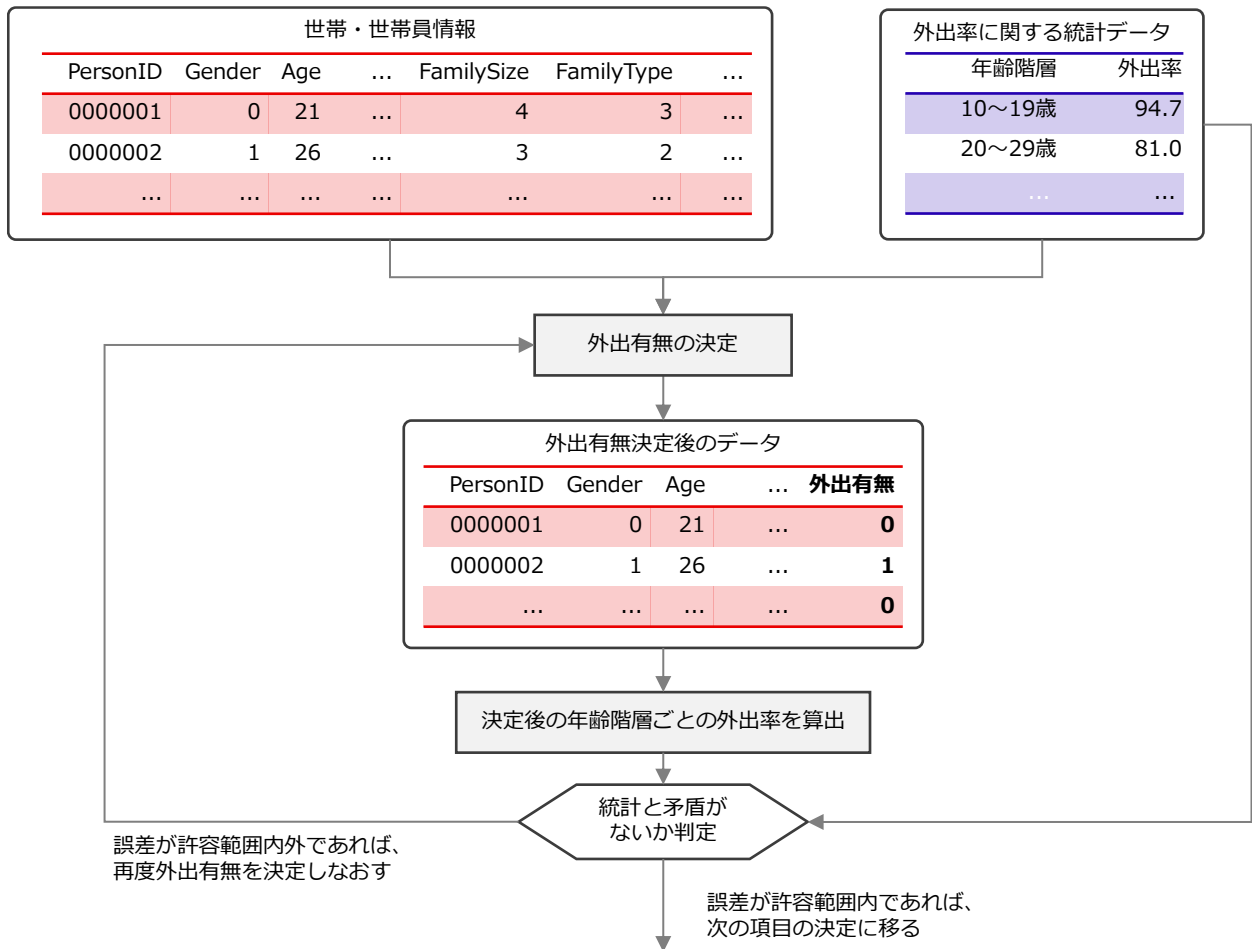 世帯・世帯員情報
PersonID Gender Age ... FamilySize FamilyType ...
0000001 0 21 ... 4 3 ...
0000002 1 26 ... 3 2 ...
... ... ... ... ... ... ...
外出率に関する統計データ
年齢階層 外出率
10～19歳 94.7
20～29歳 81.0
... ...
外出有無の決定
外出有無決定後のデータ
PersonID Gender Age ... 外出有無
0000001 0 21 ... 0
0000002 1 26 ... 1
... ... ... ... 0
決定後の年齢階層ごとの外出率を算出
統計と矛盾が
ないか判定
誤差が許容範囲内外であれば、
再度外出有無を決定しなおす
誤差が許容範囲内であれば、
次の項目の決定に移る